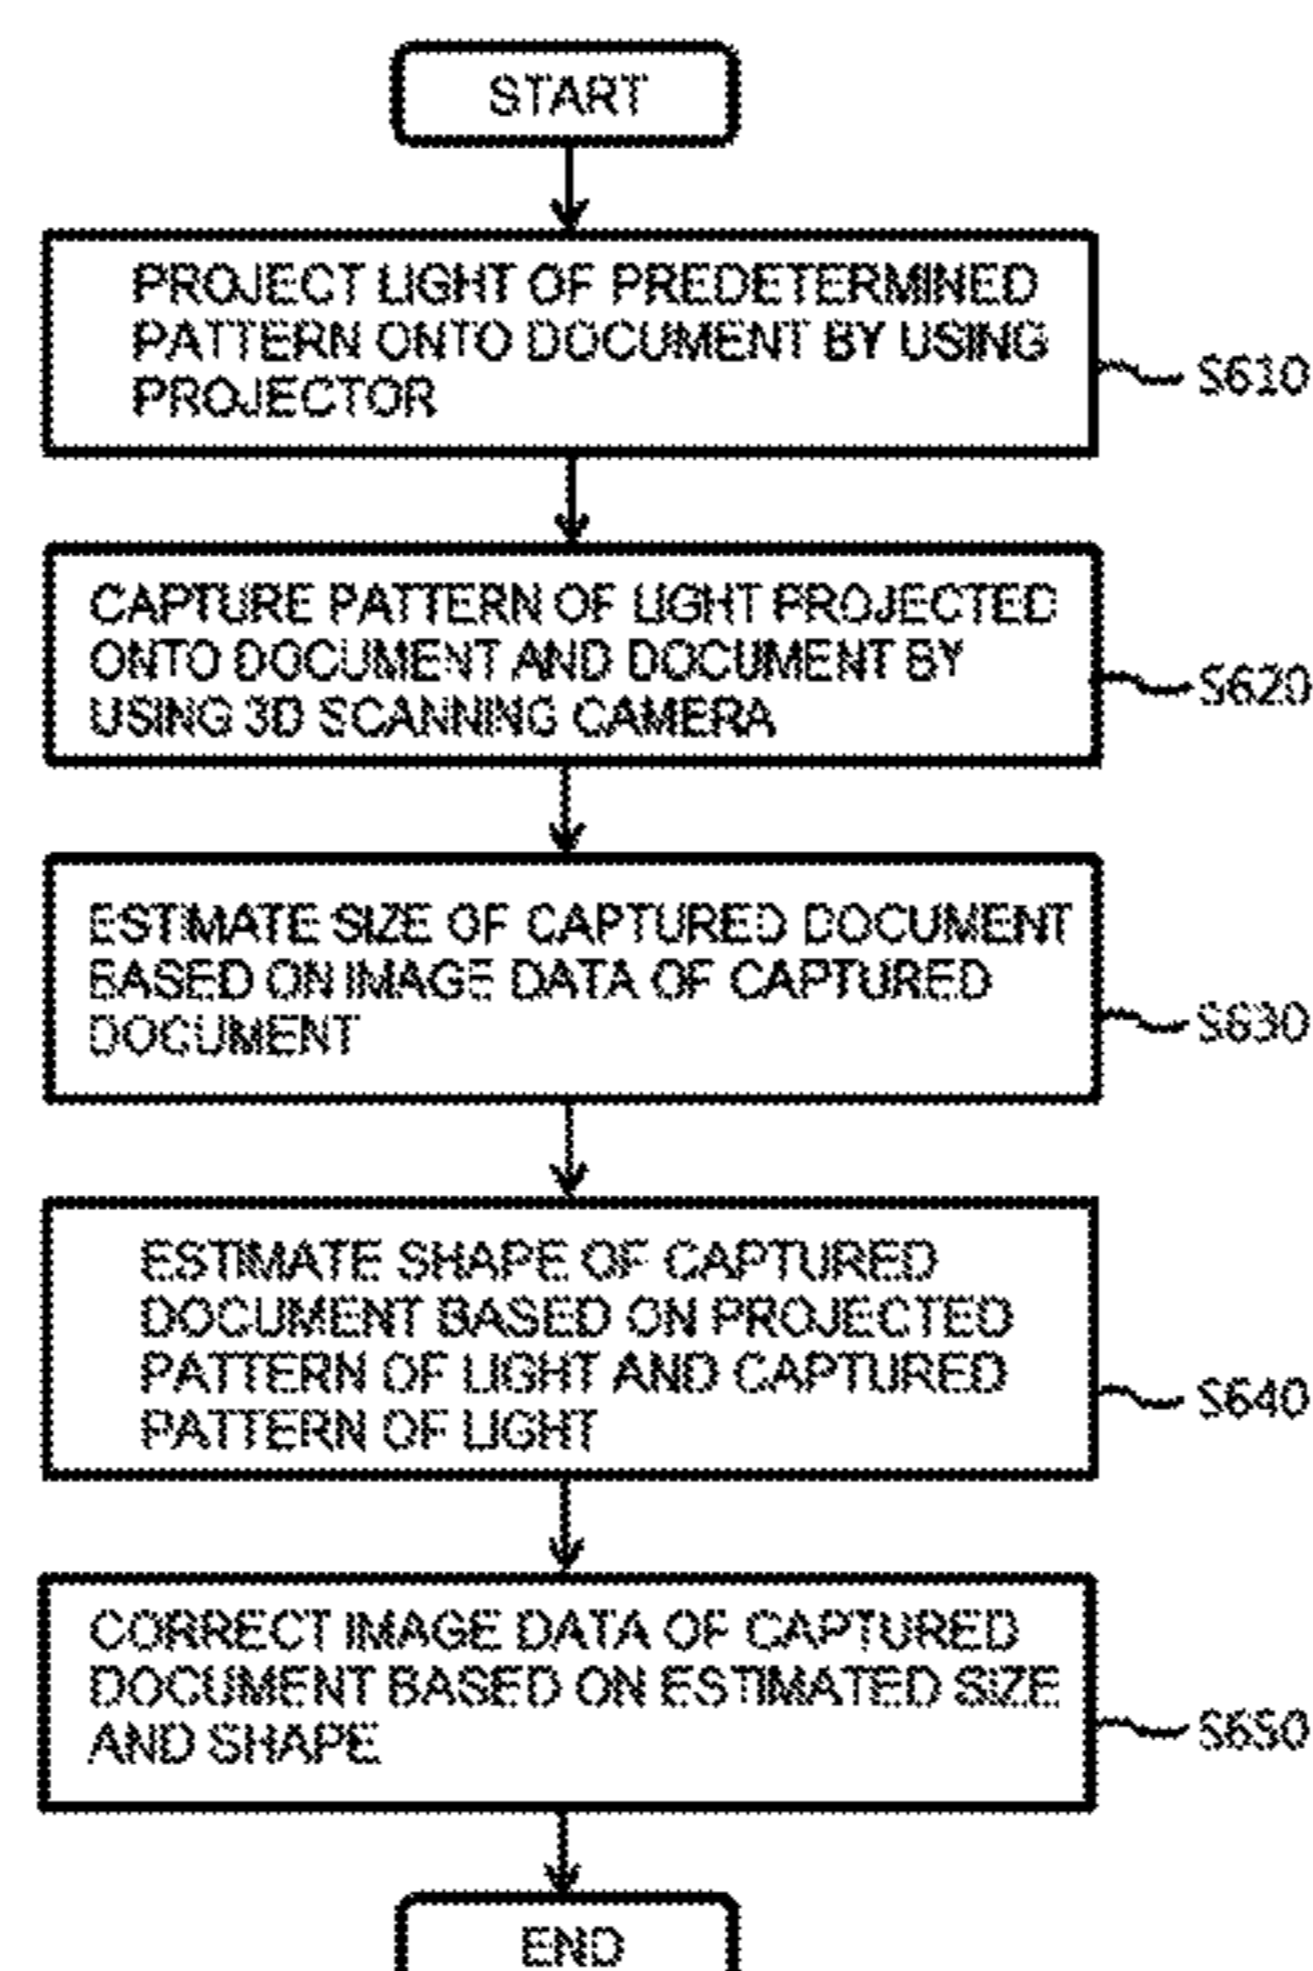 START
PROJECT LIGHT OF PREDETERMINED
PATTERN ONTO DOCUMENT BY USING
PROJECTOR
S610
CAPTURE PATTERN OF LIGHT PROJECTED
ONTO DOCUMENT AND DOCUMENT BY
USING 3D SCANNING CAMERA
S620
ESTIMATE SIZE OF CAPTURED DOCUMENT
BASED ON IMAGE DATA OF CAPTURED
DOCUMENT
S630
ESTIMATE SHAPE OF CAPTURED
DOCUMENT BASED ON PROJECTED
PATTERN OF LIGHT AND CAPTURED
PATTERN OF LIGHT
S640
CORRECT IMAGE DATA OF CAPTURED
DOCUMENT BASED ON ESTIMATED SIZE
AND SHAPE
S650
END